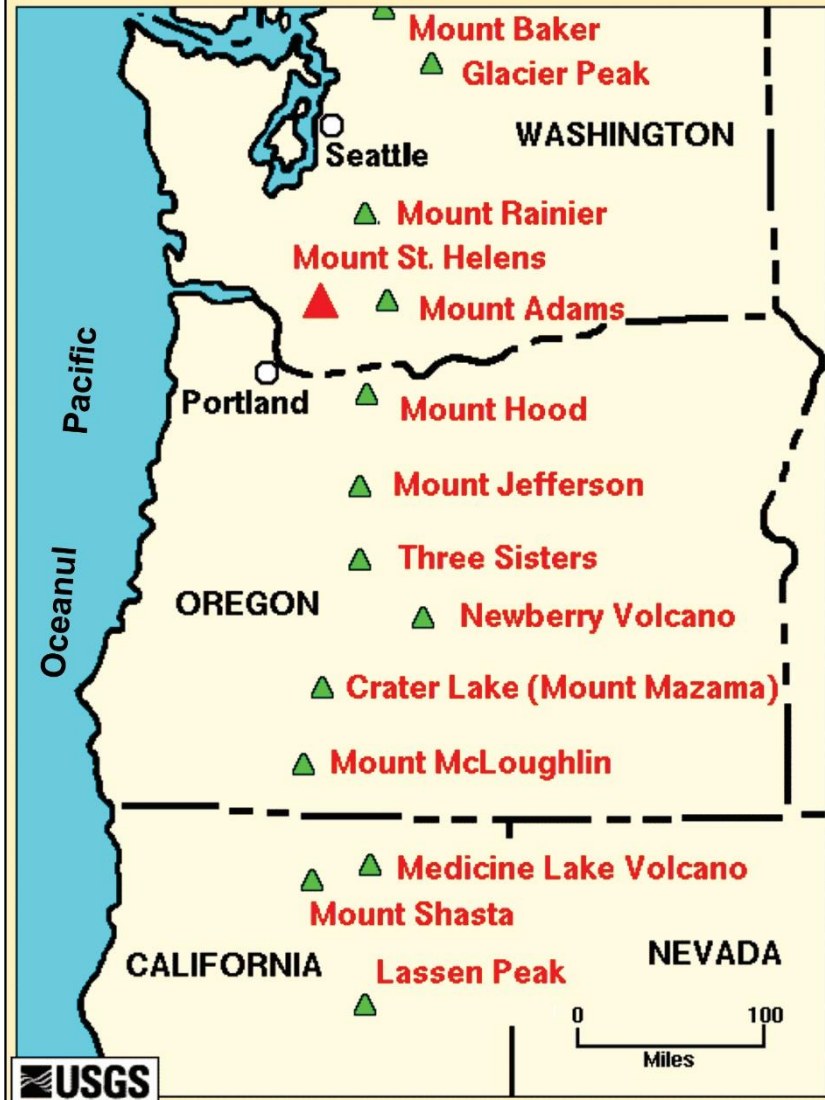 Mount Baker
Glacier Peak
WASHINGTON
Seattle
Mount Rainier
Mount St. Helens
Mount Adams
Pacific
Portland
Mount Hood
Mount Jefferson
Three Sisters
Oceanul
OREGON
Newberry Volcano
Crater Lake (Mount Mazama)
Mount McLoughlin
Medicine Lake Volcano
Mount Shasta
CALIFORNIA
NEVADA
Lassen Peak
0 100
Miles
USGS